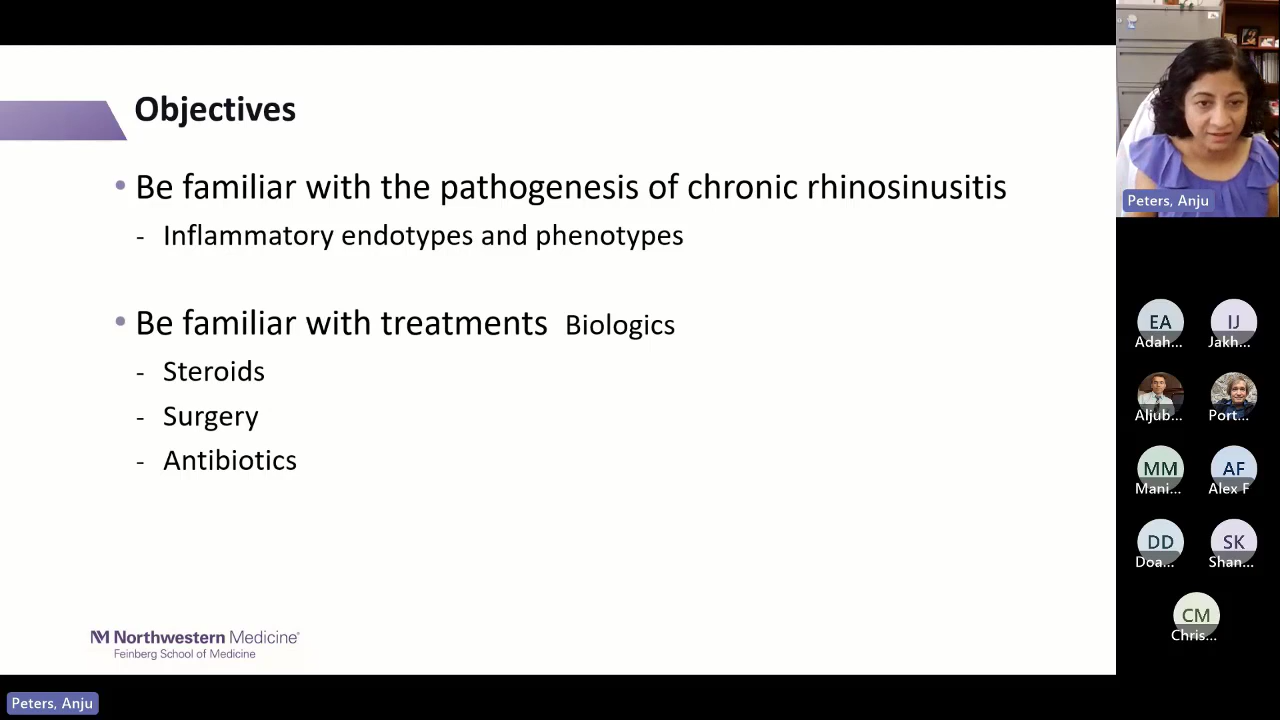 Objectives
• Be familiar with the pathogenesis of chronic rhinosinusitis
- Inflammatory endotypes and phenotypes
• Be familiar with treatments Biologics
- Steroids
- Surgery
- Antibiotics
Northwestern Medicine
Feinberg School of Medicine
Peters, Anju
EA
Adah...
IJ
Jakh...
Aljub...
Port...
MM
Mani...
AF
Alex F
DD
Doa...
SK
Shan...
CM
Chris...
Peters, Anju